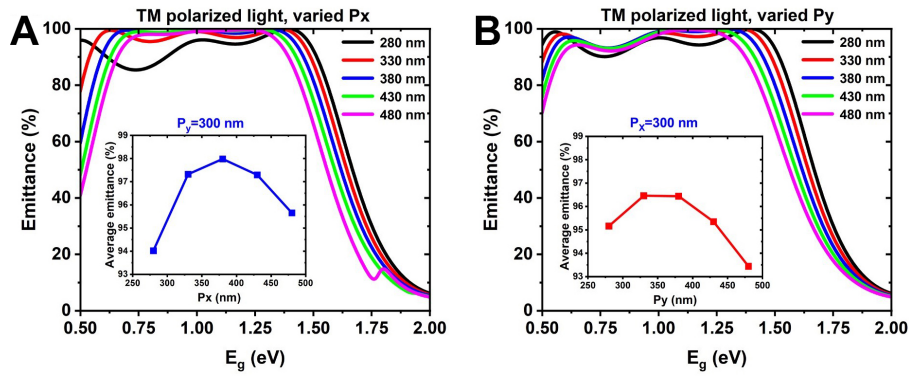 A
TM polarized light, varied Px
100
80
60
40
20
0
Emittance (%)
280 nm
330 nm
380 nm
430 nm
480 nm
Py=300 nm
99
98
97
96
95
94
93
Average emittance (%)
250 300 350 400 450 500
Px (nm)
0.50 0.75 1.00 1.25 1.50 1.75 2.00
Eg (eV)
B
TM polarized light, varied Py
100
80
60
40
20
0
Emittance (%)
280 nm
330 nm
380 nm
430 nm
480 nm
PX=300 nm
99
98
97
96
96
95
94
93
Average emittance (%)
250 300 350 400 450 500
Py (nm)
0.50 0.75 1.00 1.25 1.50 1.75 2.00
Eg (eV)